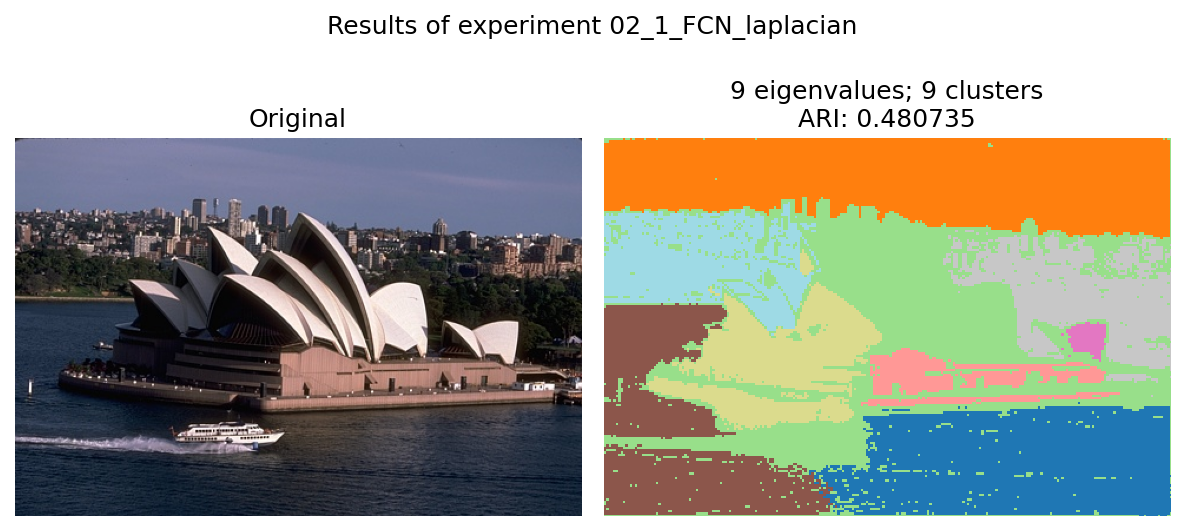 Results of experiment 02_1_FCN_laplacian
Original
9 eigenvalues; 9 clusters
ARI: 0.480735